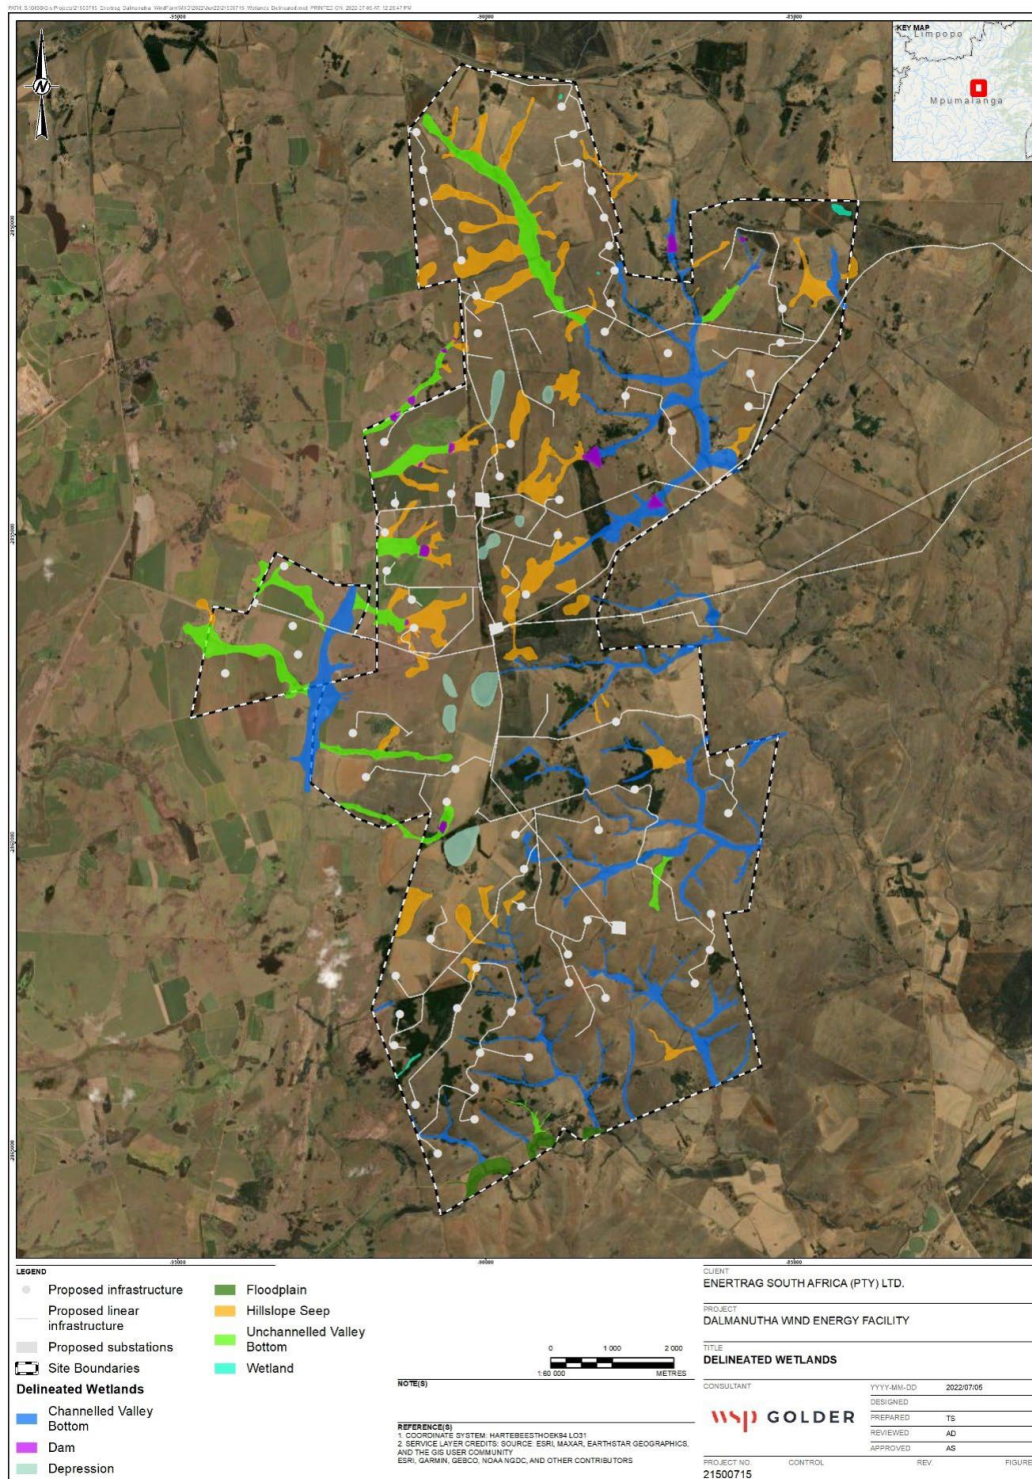 KEY MAP
Limpopo
Mpumalanga
N
LEGEND
Proposed infrastructure
Proposed linear
infrastructure
Proposed substations
Site Boundaries
Delineated Wetlands
Channelled Valley
Bottom
Dam
Depression
Floodplain
Hillslope Seep
Unchannelled Valley
Bottom
Wetland
0 1 000 2 000
1:60 000 METRES
NOTE(S)
REFERENCE(S)
1. COORDINATE SYSTEM: HARTEBEESTHOEK94 LO31
2. SERVICE LAYER CREDITS: SOURCE: ESRI, MAXAR, EARTHSTAR GEOGRAPHICS,
AND THE GIS USER COMMUNITY
ESRI, GARMIN, GEBCO, NOAA NGDC, AND OTHER CONTRIBUTORS
CLIENT
ENERTRAG SOUTH AFRICA (PTY) LTD.
PROJECT
DALMANUTHA WIND ENERGY FACILITY
TITLE
DELINEATED WETLANDS
CONSULTANT
wsp GOLDER
YYYY-MM-DD 2022/07/05
DESIGNED
PREPARED TS
REVIEWED AD
APPROVED AS
PROJECT NO. CONTROL REV. FIGURE
21500715